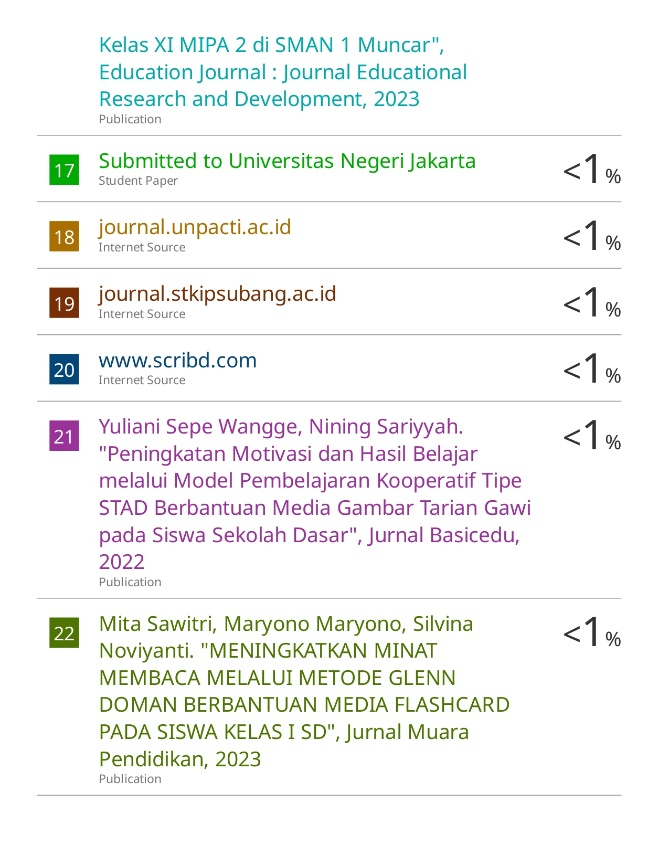 Kelas XI MIPA 2 di SMAN 1 Muncar",
Education Journal : Journal Educational
Research and Development, 2023
Publication
17
Submitted to Universitas Negeri Jakarta
Student Paper
<1%
18
journal.unpacti.ac.id
Internet Source
<1%
19
journal.stkipsubang.ac.id
Internet Source
<1%
20
www.scribd.com
Internet Source
<1%
21
Yuliani Sepe Wangge, Nining Sariyyah.
"Peningkatan Motivasi dan Hasil Belajar
melalui Model Pembelajaran Kooperatif Tipe
STAD Berbantuan Media Gambar Tarian Gawi
pada Siswa Sekolah Dasar", Jurnal Basicedu,
2022
Publication
<1%
22
Mita Sawitri, Maryono Maryono, Silvina
Noviyanti. "MENINGKATKAN MINAT
MEMBACA MELALUI METODE GLENN
DOMAN BERBANTUAN MEDIA FLASHCARD
PADA SISWA KELAS I SD", Jurnal Muara
Pendidikan, 2023
Publication
<1%